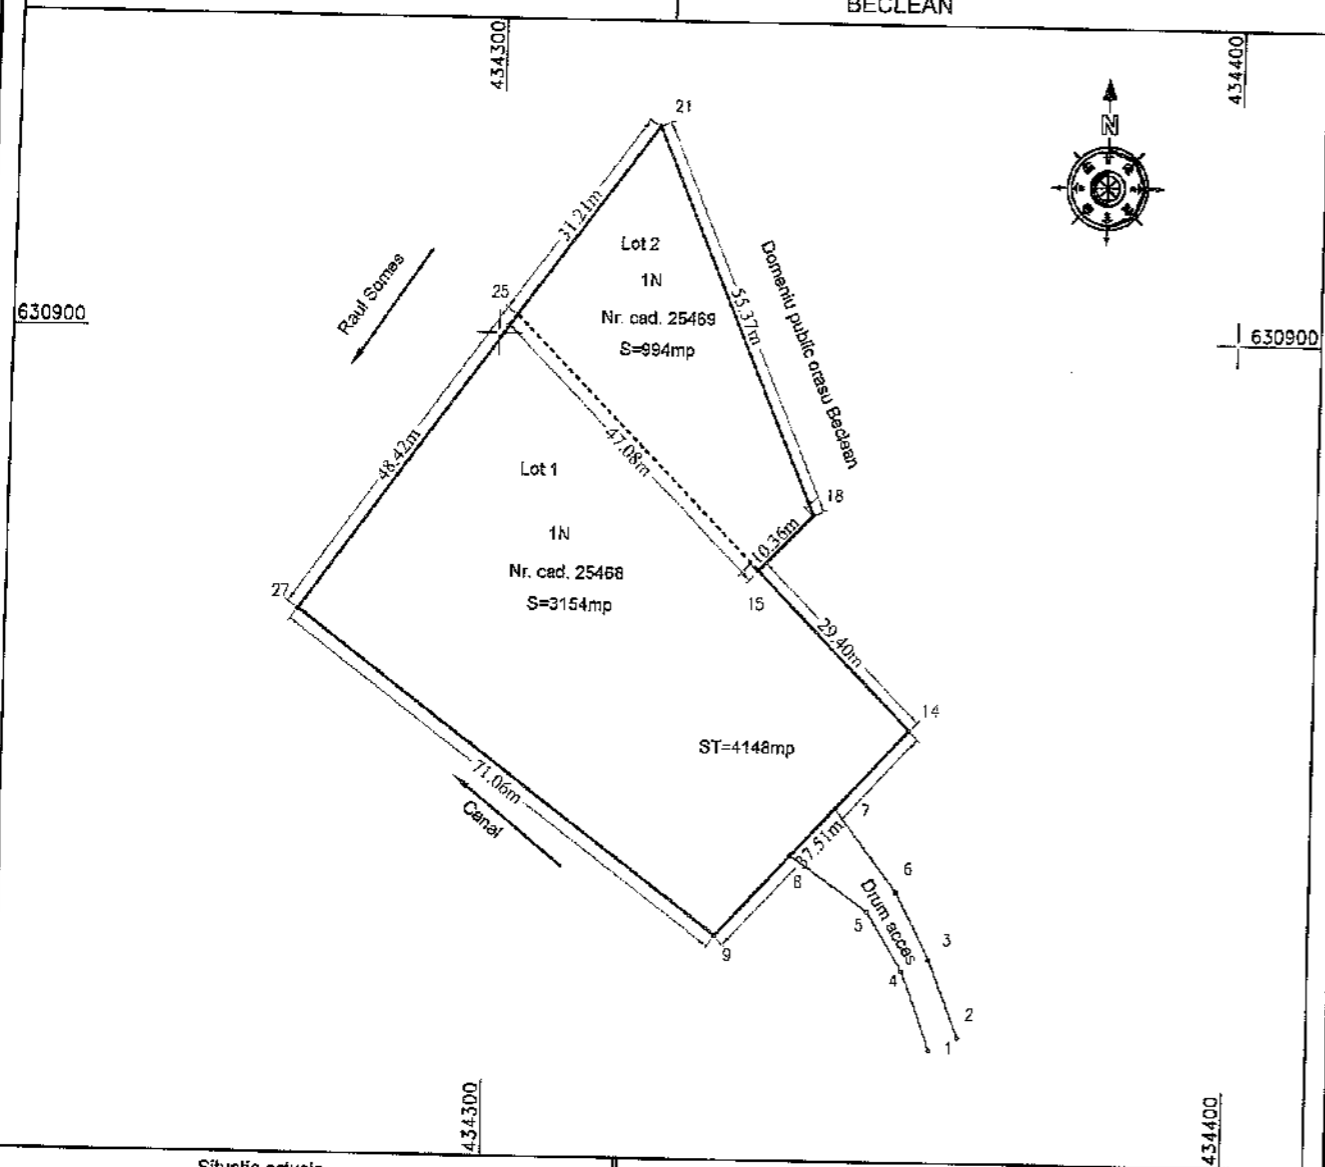 BECLEAN
434300
434400
N
21
31.21m
Lot 2
1N
Nr. cad. 25469
S=994mp
55.37m
Domeniu public orasu Beclean
Raul Somes
25
630900
630900
48.42m
47.08m
Lot 1
1N
Nr. cad. 25468
S=3154mp
18
10.36m
15
27
29.40m
14
ST=4148mp
71.06m
Canal
7
37.51m
8
6
Drum acces
5
3
9
4
2
1
434300
434400